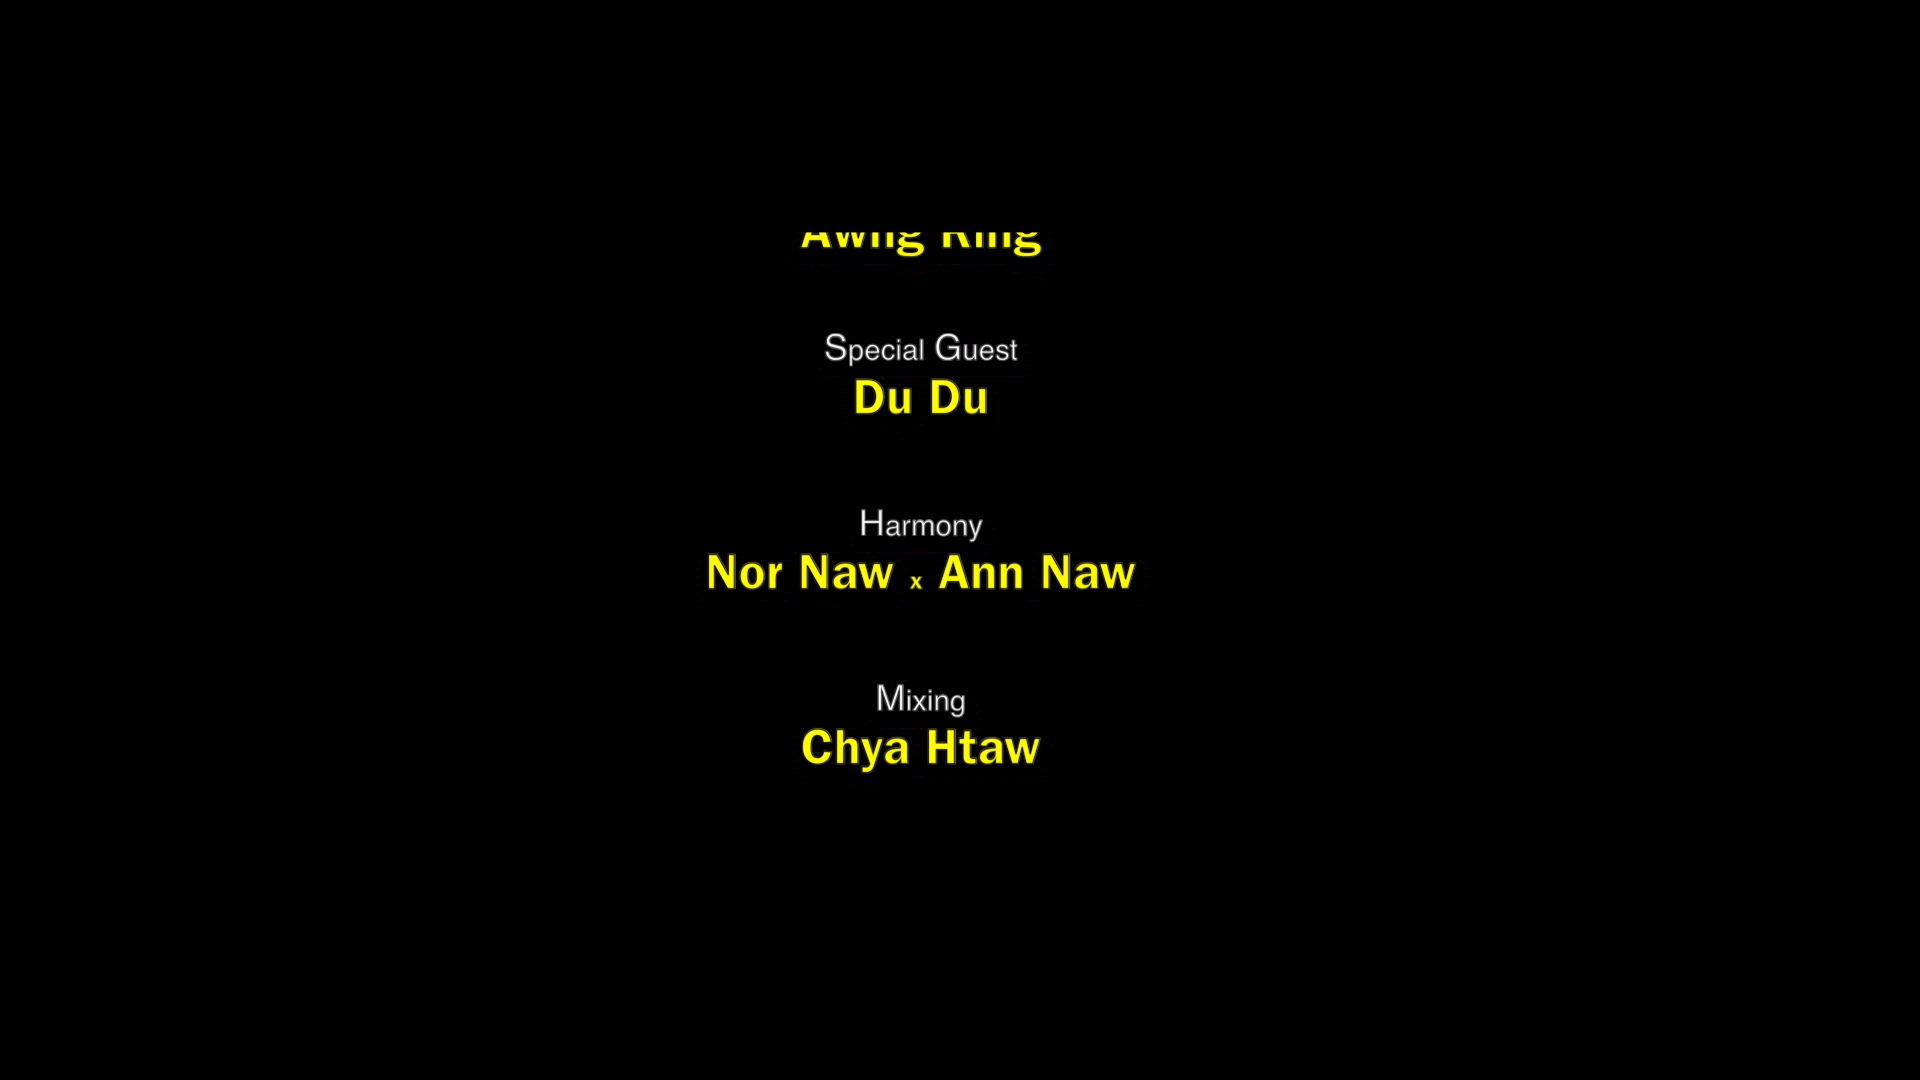 Special Guest
Du Du
Harmony
Nor Naw x Ann Naw
Mixing
Chya Htaw